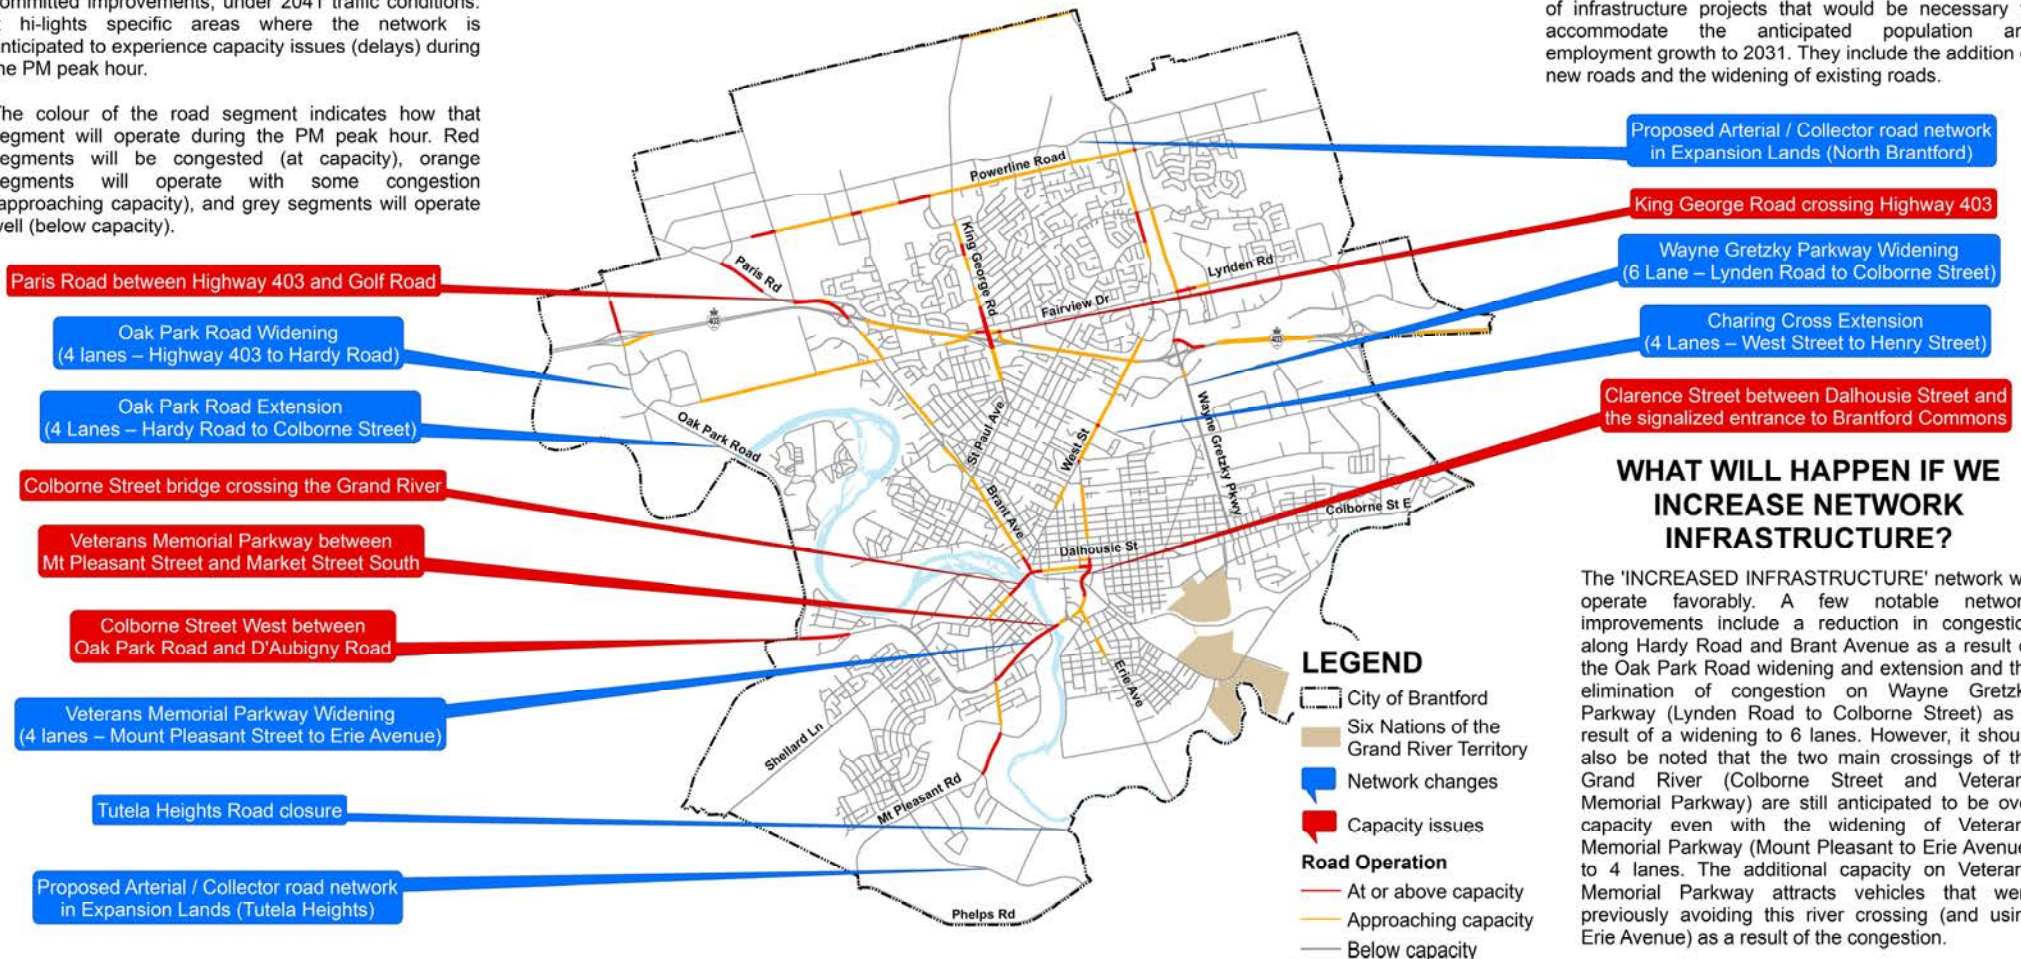 committed improvements, under 2041 traffic conditions.
hi-lights specific areas where the network is
anticipated to experience capacity issues (delays) during
the PM peak hour.
The colour of the road segment indicates how that
segment will operate during the PM peak hour. Red
segments will be congested (at capacity), orange
segments will operate with some congestion
(approaching capacity), and grey segments will operate
well (below capacity).
Paris Road between Highway 403 and Golf Road
Oak Park Road Widening
(4 lanes – Highway 403 to Hardy Road)
Oak Park Road Extension
(4 Lanes – Hardy Road to Colborne Street)
Colborne Street bridge crossing the Grand River
Veterans Memorial Parkway between
Mt Pleasant Street and Market Street South
Colborne Street West between
Oak Park Road and D'Aubigny Road
Veterans Memorial Parkway Widening
(4 lanes – Mount Pleasant Street to Erie Avenue)
Tutela Heights Road closure
Proposed Arterial / Collector road network
in Expansion Lands (Tutela Heights)
Powerline Road
King George Rd
Paris Rd
Lynden Rd
Fairview Dr
403
403
Oak Park Road
St Paul Ave
West St
Wayne Gretzky Pkwy
Brant Ave
Colborne St E
Dalhousie St
Erie Ave
Shellard Ln
Mt Pleasant Rd
Phelps Rd
LEGEND
City of Brantford
Six Nations of the
Grand River Territory
Network changes
Capacity issues
Road Operation
At or above capacity
Approaching capacity
Below capacity
of infrastructure projects that would be necessary
accommodate the anticipated population an
employment growth to 2031. They include the addition
new roads and the widening of existing roads.
Proposed Arterial / Collector road network
in Expansion Lands (North Brantford)
King George Road crossing Highway 403
Wayne Gretzky Parkway Widening
(6 Lane – Lynden Road to Colborne Street)
Charing Cross Extension
(4 Lanes – West Street to Henry Street)
Clarence Street between Dalhousie Street and
the signalized entrance to Brantford Commons
WHAT WILL HAPPEN IF WE
INCREASE NETWORK
INFRASTRUCTURE?
The 'INCREASED INFRASTRUCTURE' network w
operate favorably. A few notable networ
improvements include a reduction in congestio
along Hardy Road and Brant Avenue as a result o
the Oak Park Road widening and extension and th
elimination of congestion on Wayne Gretzk
Parkway (Lynden Road to Colborne Street) as
result of a widening to 6 lanes. However, it shoul
also be noted that the two main crossings of th
Grand River (Colborne Street and Veteran
Memorial Parkway) are still anticipated to be ove
capacity even with the widening of Veteran
Memorial Parkway (Mount Pleasant to Erie Avenue
to 4 lanes. The additional capacity on Veteran
Memorial Parkway attracts vehicles that wer
previously avoiding this river crossing (and usin
Erie Avenue) as a result of the congestion.